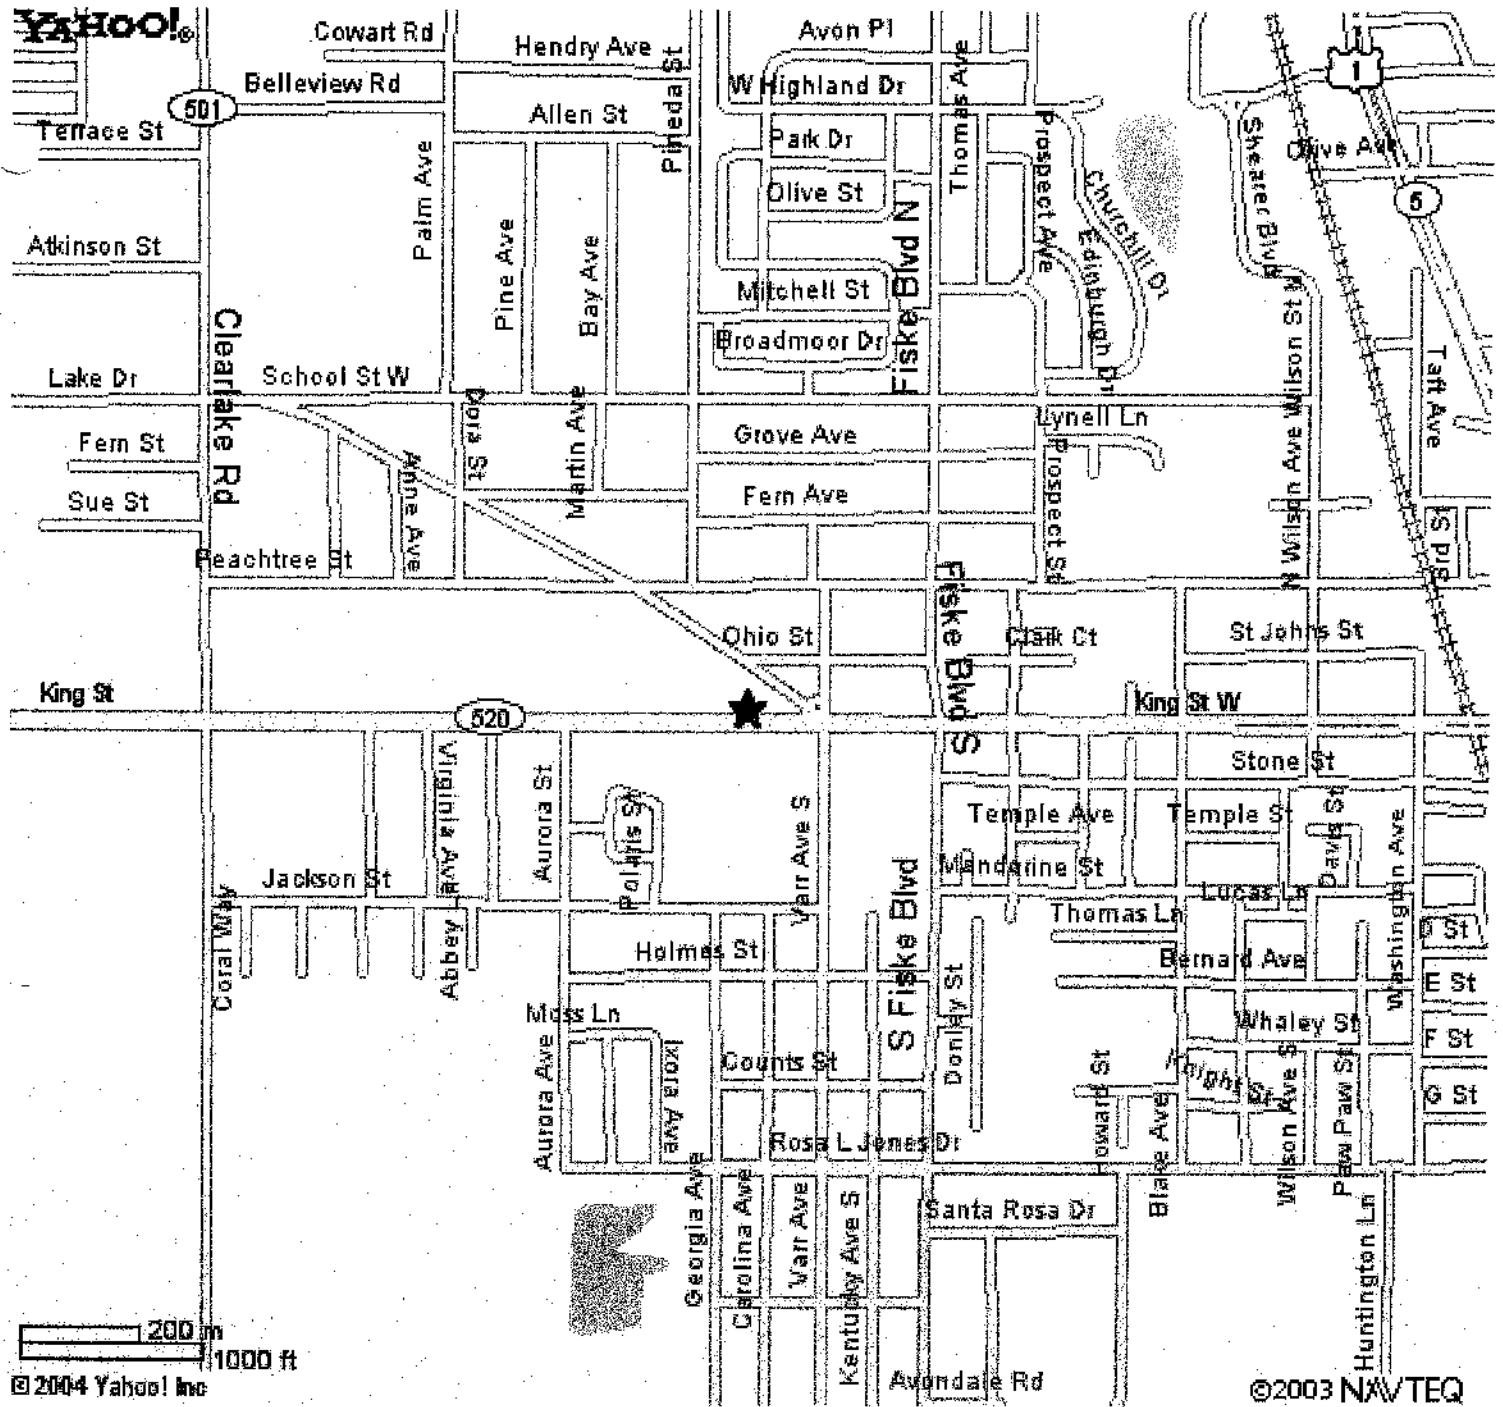 YAHOO!®
Cowart Rd
Hendry Ave
Avon Pl
Pineda St
Thomas Ave
1
Belleview Rd
W Highland Dr
501
Allen St
Terrace St
Park Dr
Prospect Ave
Shearer Blvd
Olive Ave
Palm Ave
Olive St
Churchill Dr
5
Atkinson St
Pine Ave
Bay Ave
Fiske Blvd N
Edinburgh Dr
Mitchell St
N Wilson St
Clearlake Rd
Broadmoor Dr
Lake Dr
School St W
Taft Ave
Dora St
Martin Ave
Lynell Ln
Wilson Ave
Fern St
Grove Ave
Anne Ave
Prospect St
N Wilson Ave
Sue St
Fern Ave
Peachtree St
Fiske Blvd S
Ohio St
Clark Ct
St Johns St
King St
520
King St W
Virginia Ave
Aurora St
Polaris St
Varr Ave S
Stone St
Temple Ave
Temple St
Davis St
Washington Ave
Jackson St
S Fiske Blvd
Mandarine St
Lucas Ln
Coral Way
Abbey L
Thomas Ln
D St
Holmes St
Donley St
Bernard Ave
E St
Moss Ln
Whaley St
F St
Aurora Ave
Ixora Ave
Counts St
Howard St
Knight Dr
Wilson Ave S
Paw Paw St
G St
Rosa L Jones Dr
Blake Ave
Georgia Ave
Carolina Ave
Varr Ave
Kentucky Ave S
Santa Rosa Dr
Huntington Ln
200 m
1000 ft
©2004 Yahoo! Inc
Avondale Rd
©2003 NAVTEQ